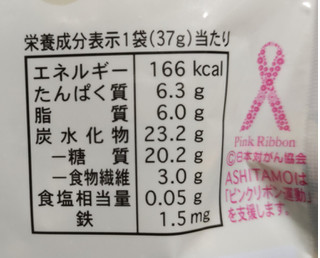 栄養成分表示1袋(37g)当たり
エネルギー 166 kcal
たんぱく質 6.3 g
脂質 6.0 g
炭水化物 23.2 g
－糖質 20.2 g
－食物繊維 3.0 g
食塩相当量 0.05 g
鉄 1.5 mg
Pink Ribbon
©日本対がん協会
ASHITAMOは
「ピンクリボン運動」
を支援します。